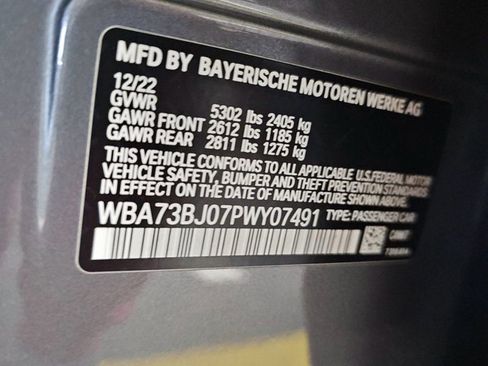 MFD BY BAYERISCHE MOTOREN WERKE AG
12/22
GVWR 5302 lbs 2405 kg
GAWR FRONT 2612 lbs 1185 kg
GAWR REAR 2811 lbs 1275 kg
THIS VEHICLE CONFORMS TO ALL APPLICABLE U.S. FEDERAL MOTOR
VEHICLE SAFETY, BUMPER AND THEFT PREVENTION STANDARDS
IN EFFECT ON THE DATE OF MANUFACTURE SHOWN ABOVE.
WBA73BJ07PWY07491 TYPE: PASSENGER CAR